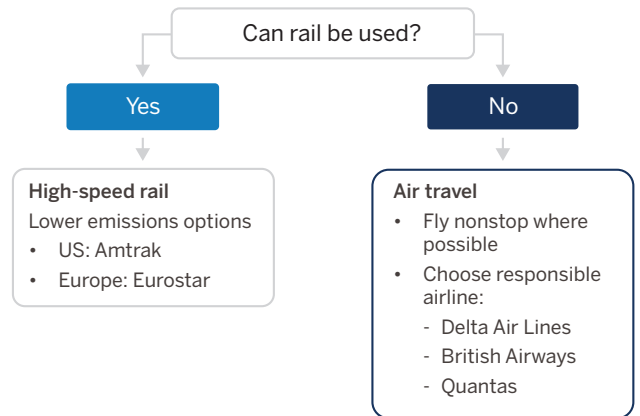 Can rail be used?
Yes
No
High-speed rail
Lower emissions options
• US: Amtrak
• Europe: Eurostar
Air travel
• Fly nonstop where
possible
• Choose responsible
airline:
- Delta Air Lines
- British Airways
- Quantas